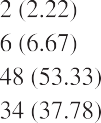 2 (2.22)
6 (6.67)
48 (53.33)
34 (37.78)